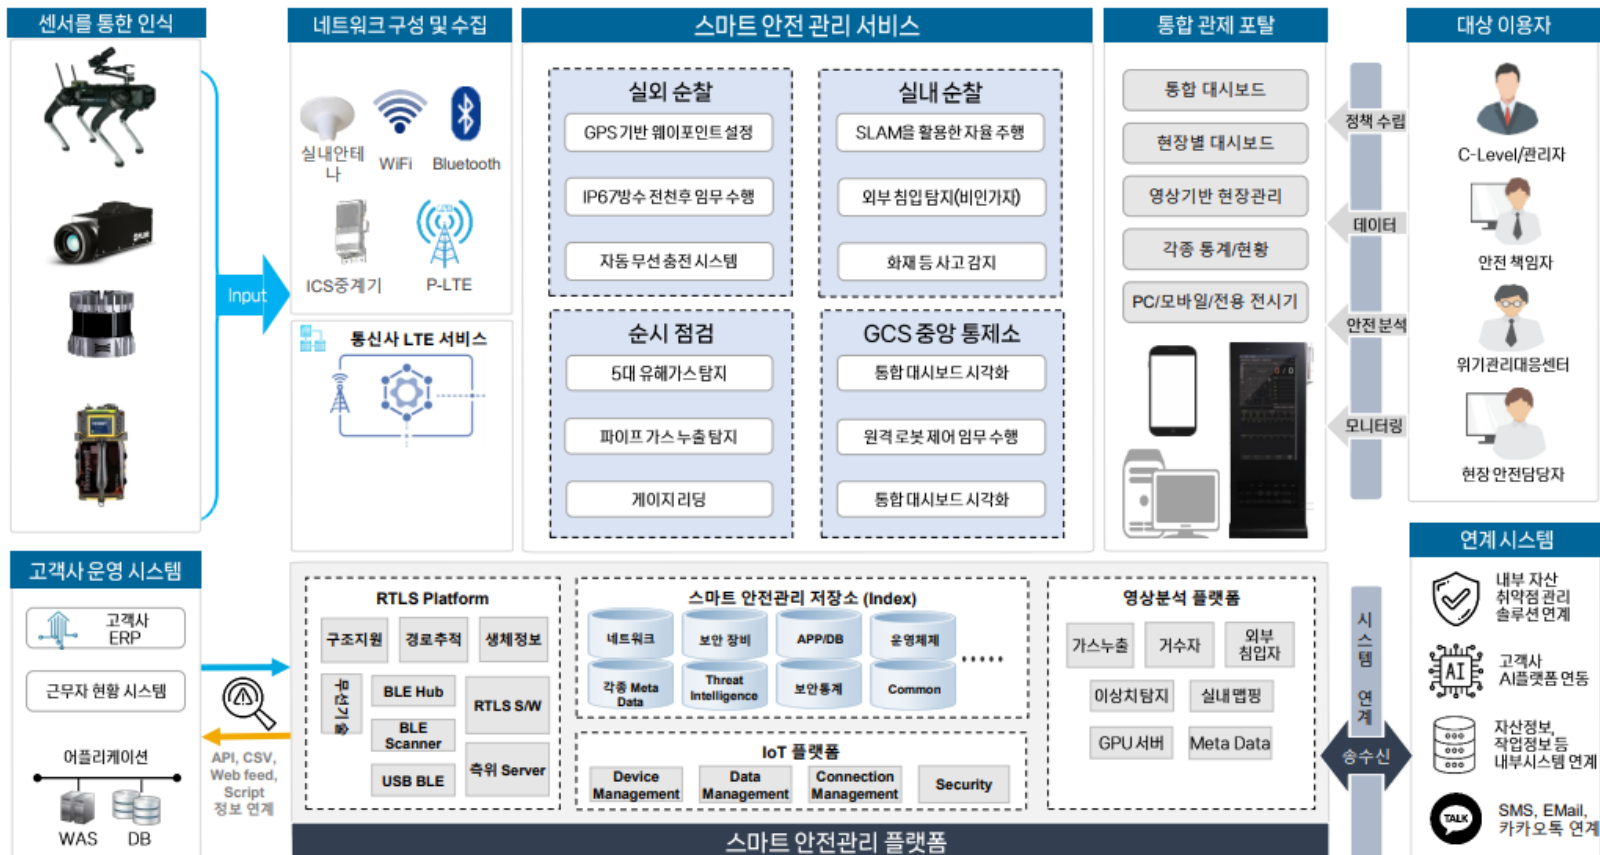 센서를 통한 인식
네트워크 구성 및 수집
스마트 안전 관리 서비스
통합 관제 포탈
대상 이용자
Input
실내안테
나
WiFi
Bluetooth
ICS중계기
P-LTE
통신사 LTE 서비스
실외 순찰
GPS기반 웨이포인트 설정
IP67방수 전천후 임무 수행
자동 무선 충전 시스템
실내 순찰
SLAM을 활용한 자율 주행
외부 침입 탐지(비인가자)
화재 등 사고 감지
순시 점검
5대 유해가스 탐지
파이프 가스 누출 탐지
게이지 리딩
GCS 중앙 통제소
통합 대시보드 시각화
원격 로봇 제어 임무 수행
통합 대시보드 시각화
통합 대시보드
현장별 대시보드
영상기반 현장관리
각종 통계/현황
PC/모바일/전용 전시기
정책 수립
데이터
안전 분석
모니터링
C-Level/관리자
안전 책임자
위기관리대응센터
현장 안전담당자
고객사 운영 시스템
고객사
ERP
근무자 현황 시스템
어플리케이션
WAS
DB
API, CSV,
Web feed,
Script
정보 연계
RTLS Platform
구조지원
경로추적
생체정보
무선기술
BLE Hub
BLE
Scanner
USB BLE
RTLS S/W
측위 Server
스마트 안전관리 저장소 (Index)
네트워크
보안 장비
APP/DB
운영체제
각종 Meta
Data
Threat
Intelligence
보안통계
Common
.....
IoT 플랫폼
Device
Management
Data
Management
Connection
Management
Security
영상분석 플랫폼
가스누출
거수자
외부
침입자
이상치 탐지
실내 맵핑
GPU 서버
Meta Data
스마트 안전관리 플랫폼
시스템 연계
송수신
연계 시스템
내부 자산
취약점 관리
솔루션 연계
AI
고객사
AI플랫폼 연동
자산정보,
작업정보 등
내부시스템 연계
TALK
SMS, EMail,
카카오톡 연계